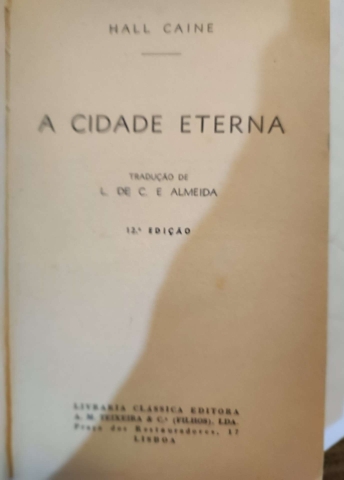 HALL CAINE
A CIDADE ETERNA
TRADUÇÃO DE
L. DE C. E ALMEIDA
12.ª EDIÇÃO
LIVRARIA CLÁSSICA EDITORA
A. M. TEIXEIRA & C.ª (FILHOS), LDA.
Praça dos Restauradores, 17
LISBOA